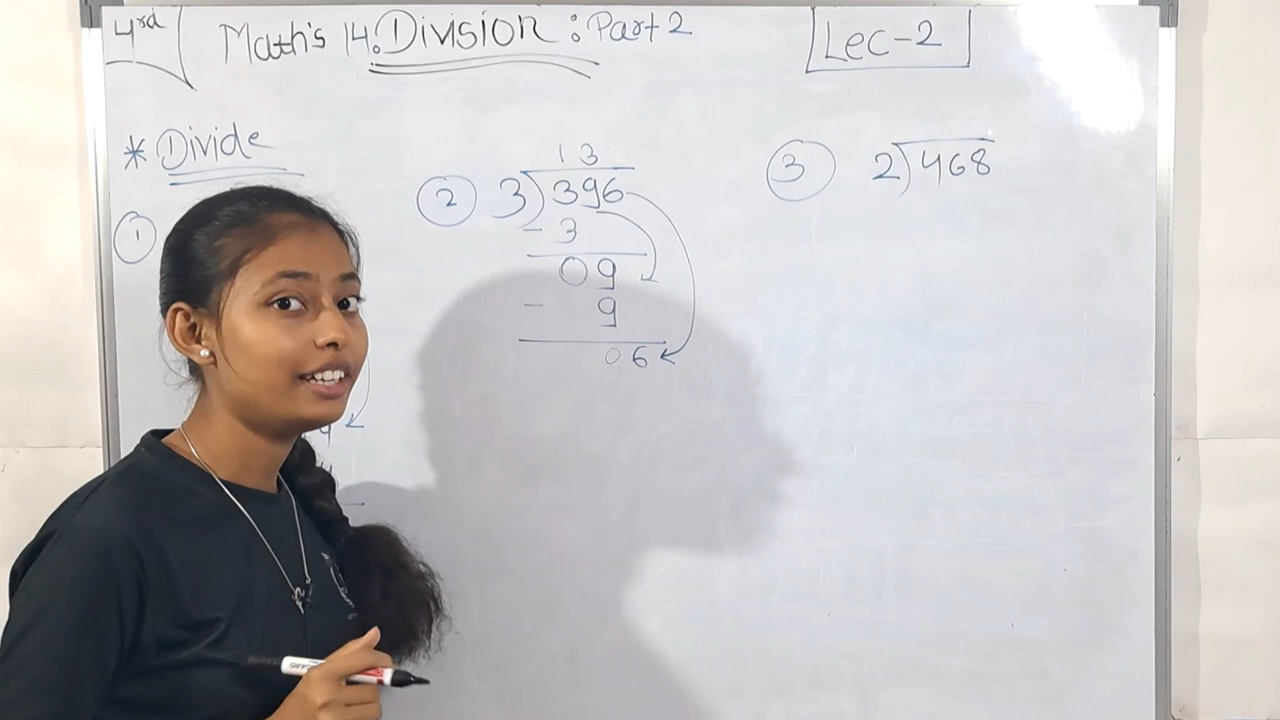 4rd
Math's 14. Division : Part 2
Lec-2
* Divide
1
2
13
3)396
- 3
09
- 9
06
3
2)468
4